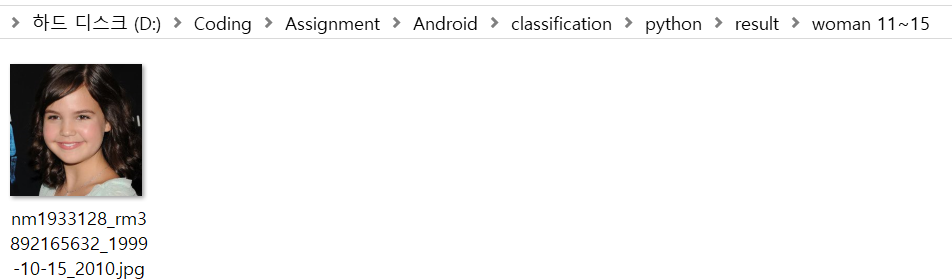 > 하드 디스크 (D:) > Coding > Assignment > Android > classification > python > result > woman 11~15
nm1933128_rm3
892165632_1999
-10-15_2010.jpg